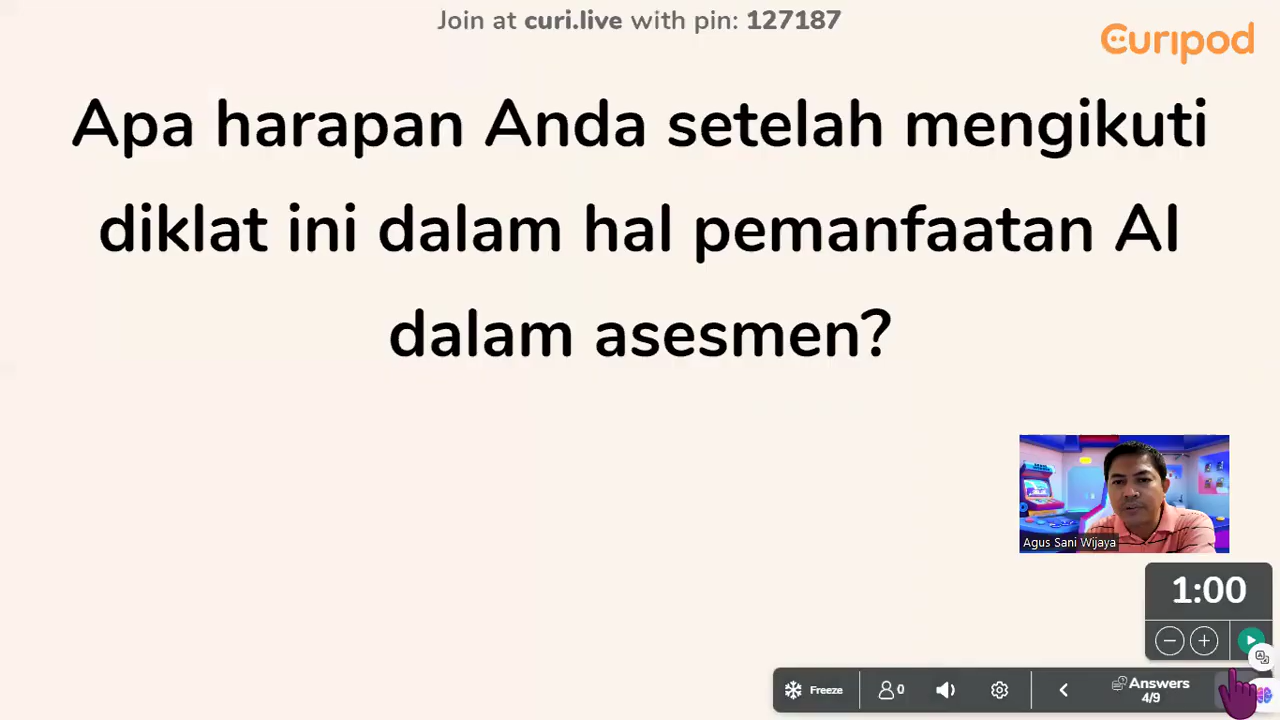 Join at curi.live with pin: 127187
Curipod
Apa harapan Anda setelah mengikuti
diklat ini dalam hal pemanfaatan AI
dalam asesmen?
Agus Sani Wijaya
1:00
Freeze
0
Answers
4/9